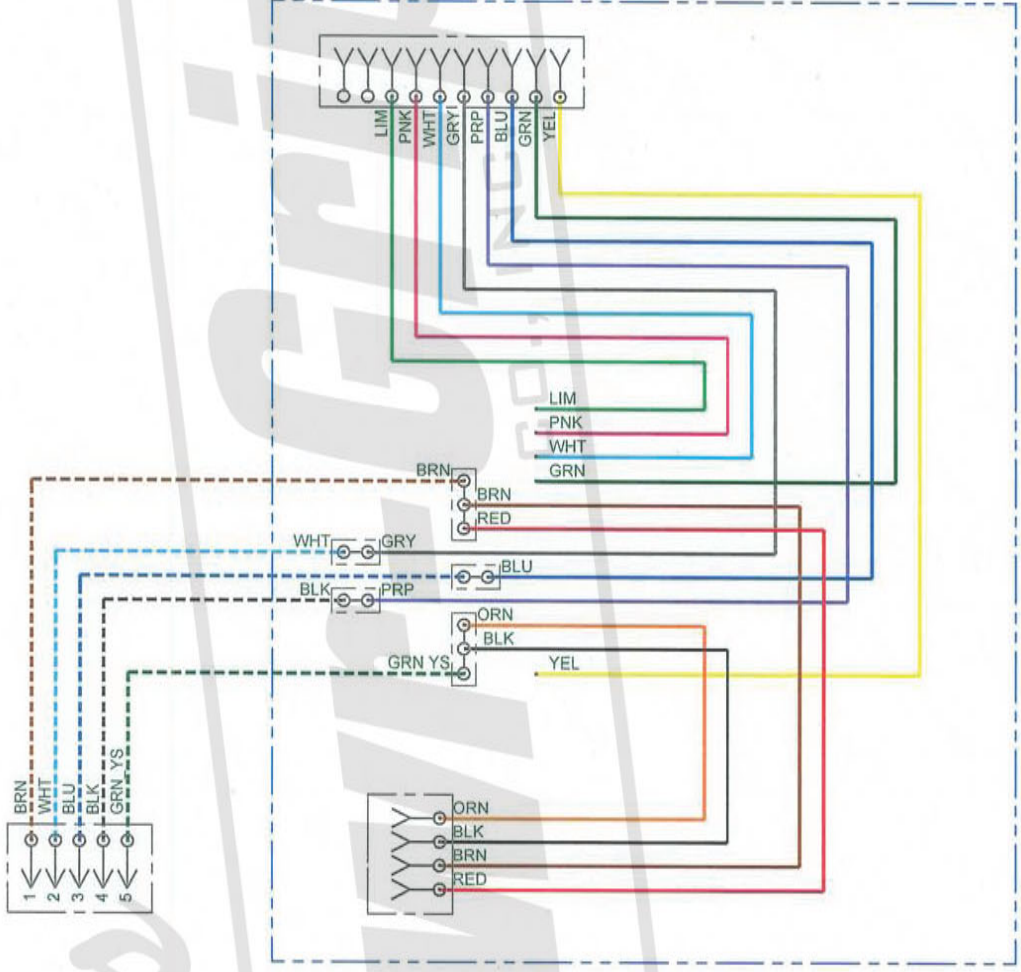 LIM
PNK
WHT
GRY
PRP
BLU
GRN
YEL
LIM
PNK
WHT
GRN
BRN
BRN
RED
WHT GRY
BLU
BLK PRP
ORN
BLK
GRN YS
YEL
BRN
WHT
BLU
BLK
GRN YS
1
2
3
4
5
ORN
BLK
BRN
RED